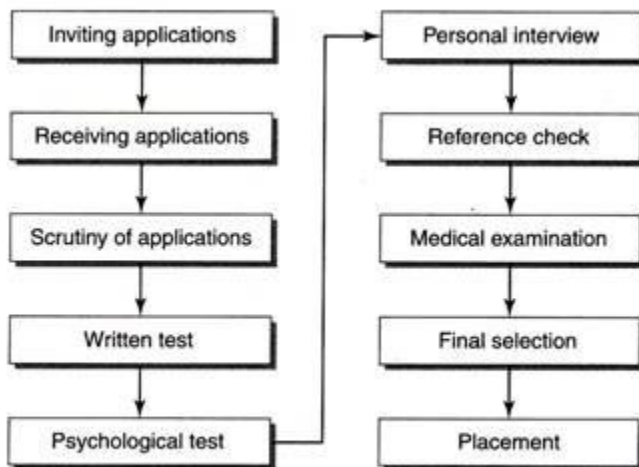 Inviting applications
Receiving applications
Scrutiny of applications
Written test
Psychological test
Personal interview
Reference check
Medical examination
Final selection
Placement